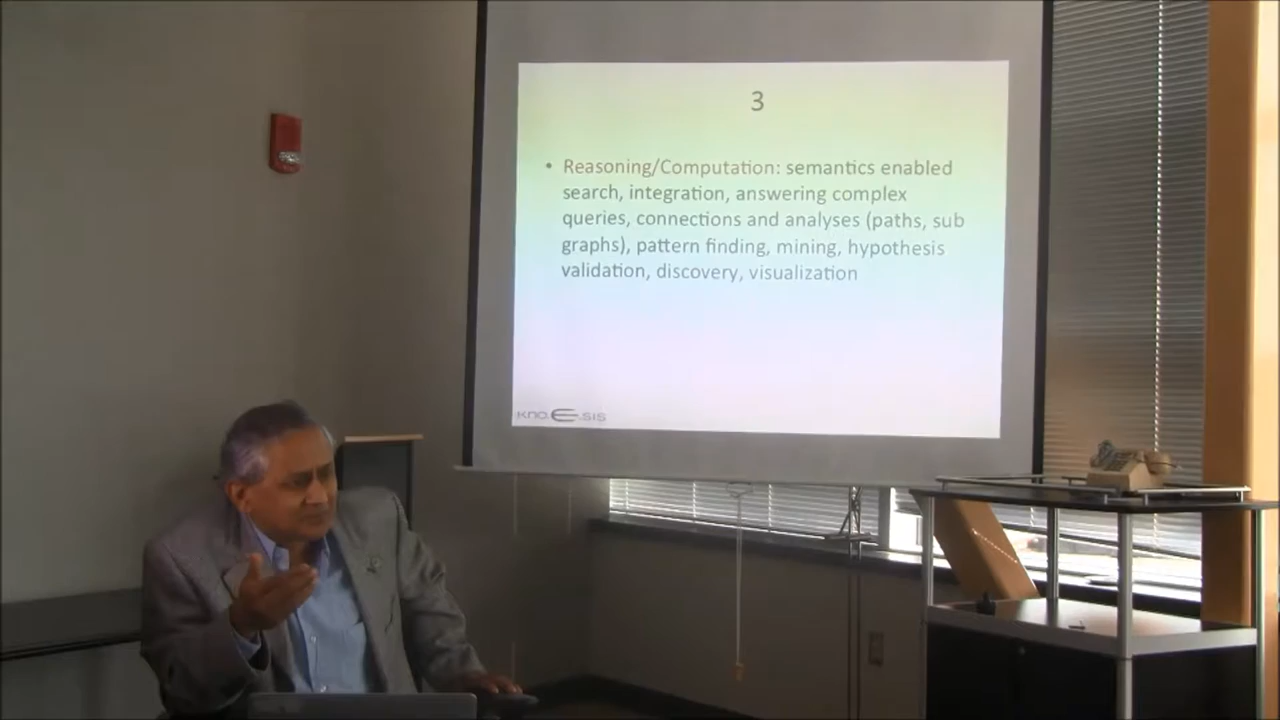 3
• Reasoning/Computation: semantics enabled
search, integration, answering complex
queries, connections and analyses (paths, sub
graphs), pattern finding, mining, hypothesis
validation, discovery, visualization
KNO.E.SIS